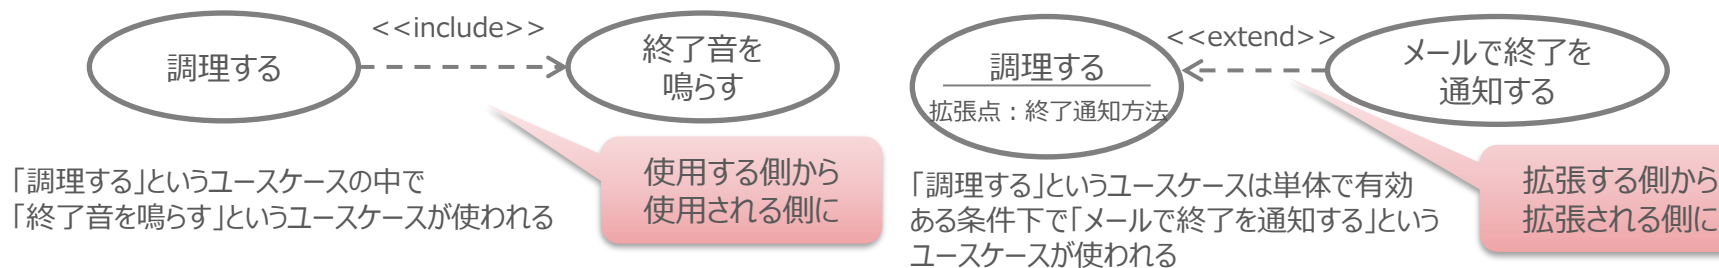 調理する
<<include>>
終了音を
鳴らす
「調理する」というユースケースの中で
「終了音を鳴らす」というユースケースが使われる
使用する側から
使用される側に
調理する
拡張点：終了通知方法
<<extend>>
メールで終了を
通知する
「調理する」というユースケースは単体で有効
ある条件下で「メールで終了を通知する」という
ユースケースが使われる
拡張する側から
拡張される側に